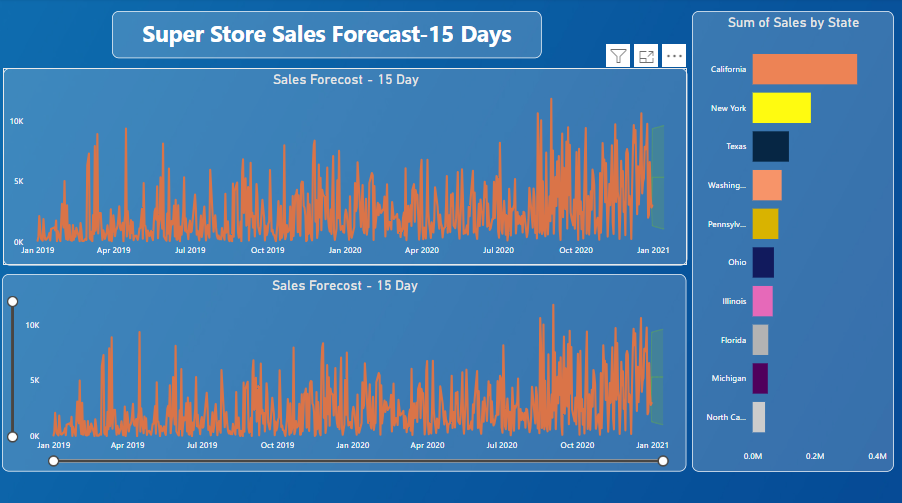 Super Store Sales Forecast-15 Days
Sales Forecost - 15 Day
10K
5K
0K
Jan 2019 Apr 2019 Jul 2019 Oct 2019 Jan 2020 Apr 2020 Jul 2020 Oct 2020 Jan 2021
Sales Forecost - 15 Day
10K
5K
0K
Jan 2019 Apr 2019 Jul 2019 Oct 2019 Jan 2020 Apr 2020 Jul 2020 Oct 2020 Jan 2021
Sum of Sales by State
California
New York
Texas
Washing...
Pennsylv...
Ohio
Illinois
Florida
Michigan
North Ca...
0.0M 0.2M 0.4M